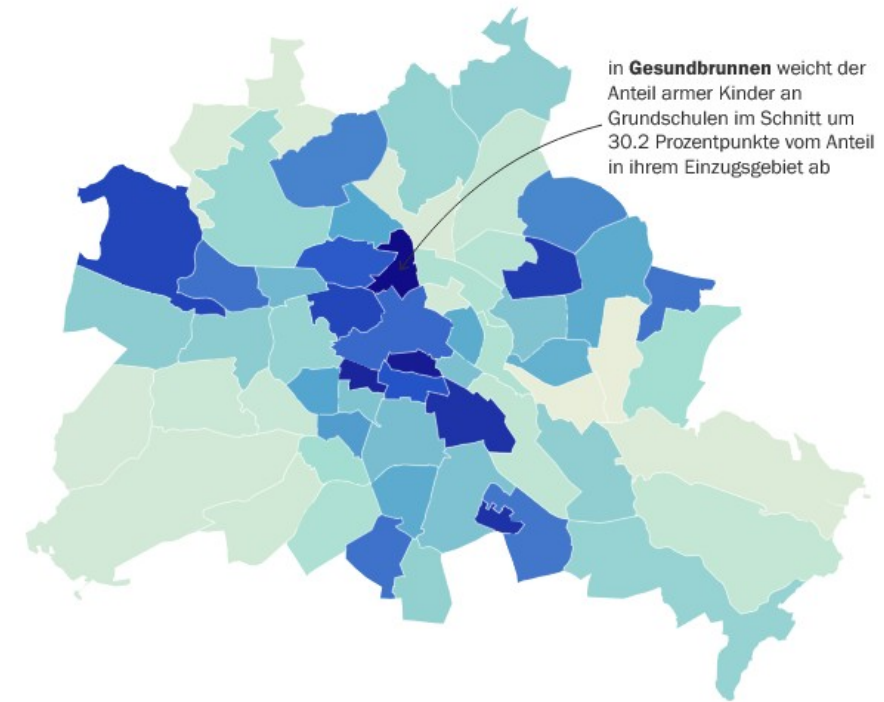 in Gesundbrunnen weicht der
Anteil armer Kinder an
Grundschulen im Schnitt um
30.2 Prozentpunkte vom Anteil
in ihrem Einzugsgebiet ab